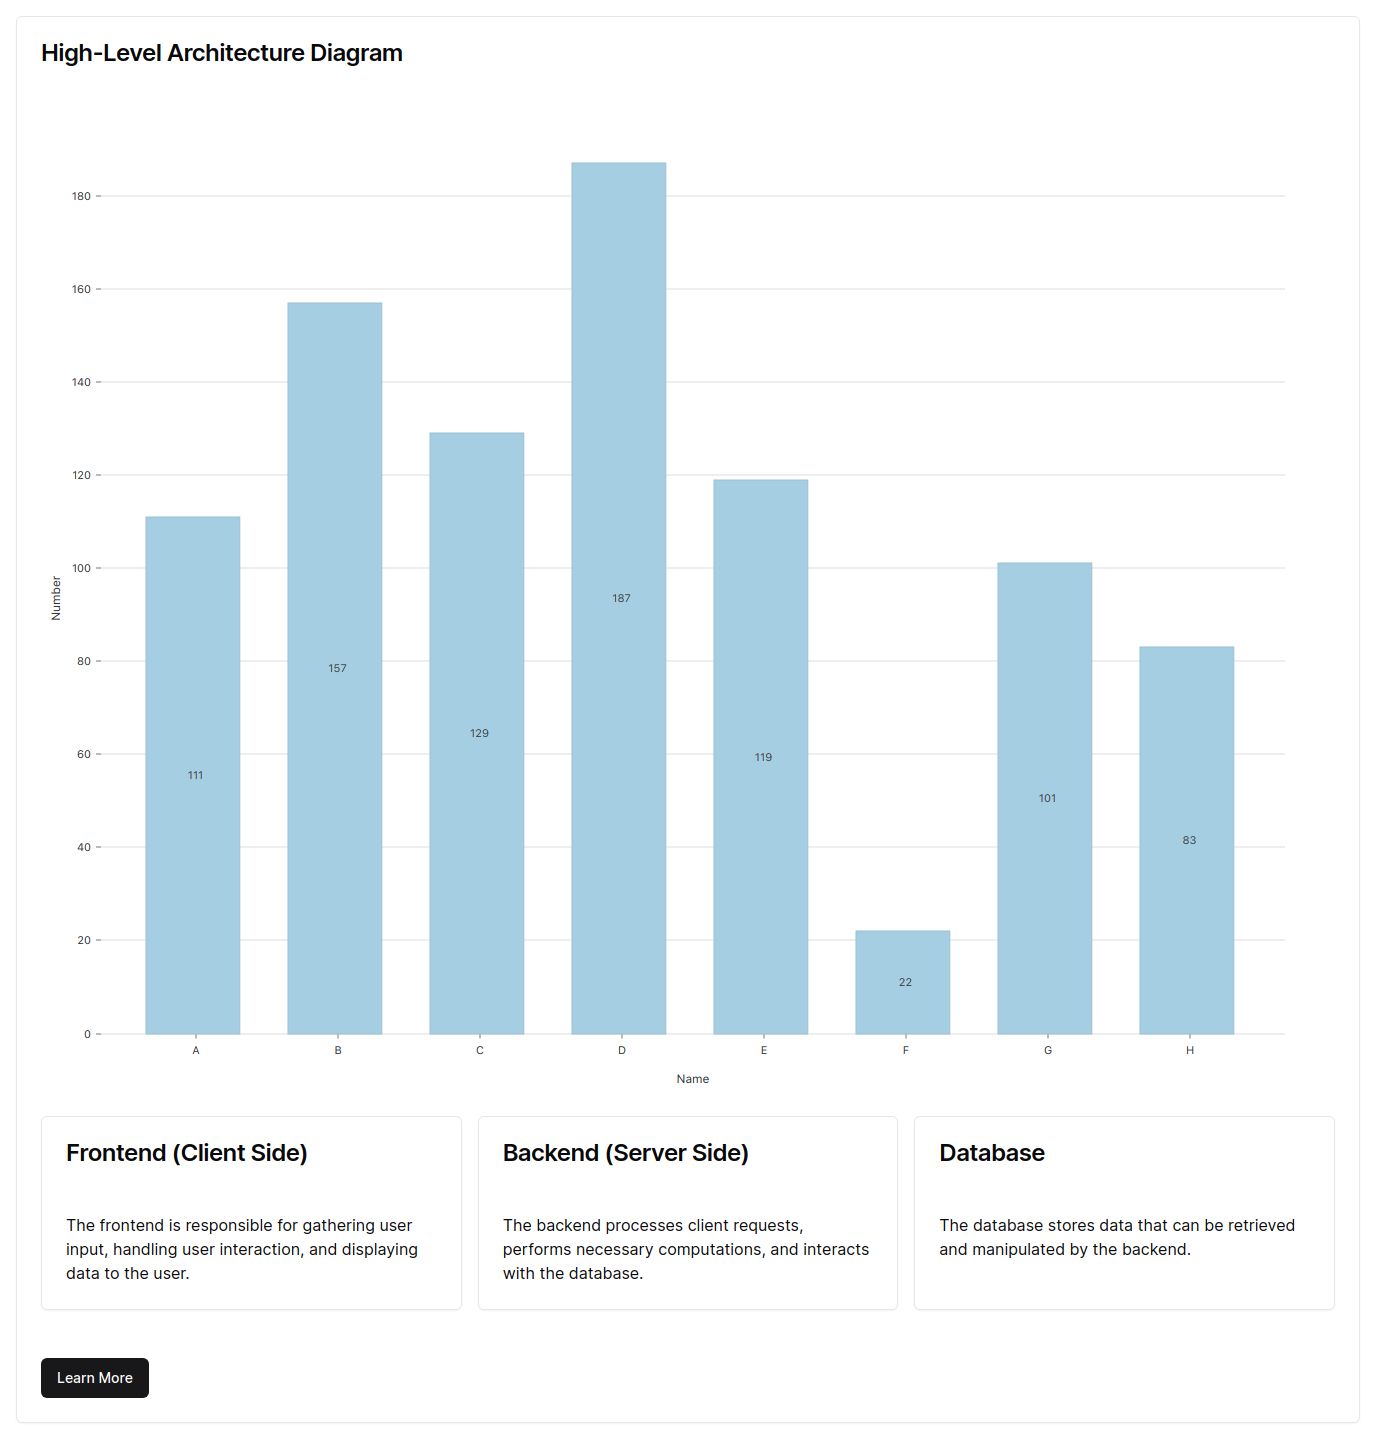 High-Level Architecture Diagram
180
160
140
120
100
80
60
40
20
0
Number
111
157
129
187
119
22
101
83
A B C D E F G H
Name
Frontend (Client Side)
The frontend is responsible for gathering user
input, handling user interaction, and displaying
data to the user.
Backend (Server Side)
The backend processes client requests,
performs necessary computations, and interacts
with the database.
Database
The database stores data that can be retrieved
and manipulated by the backend.
Learn More